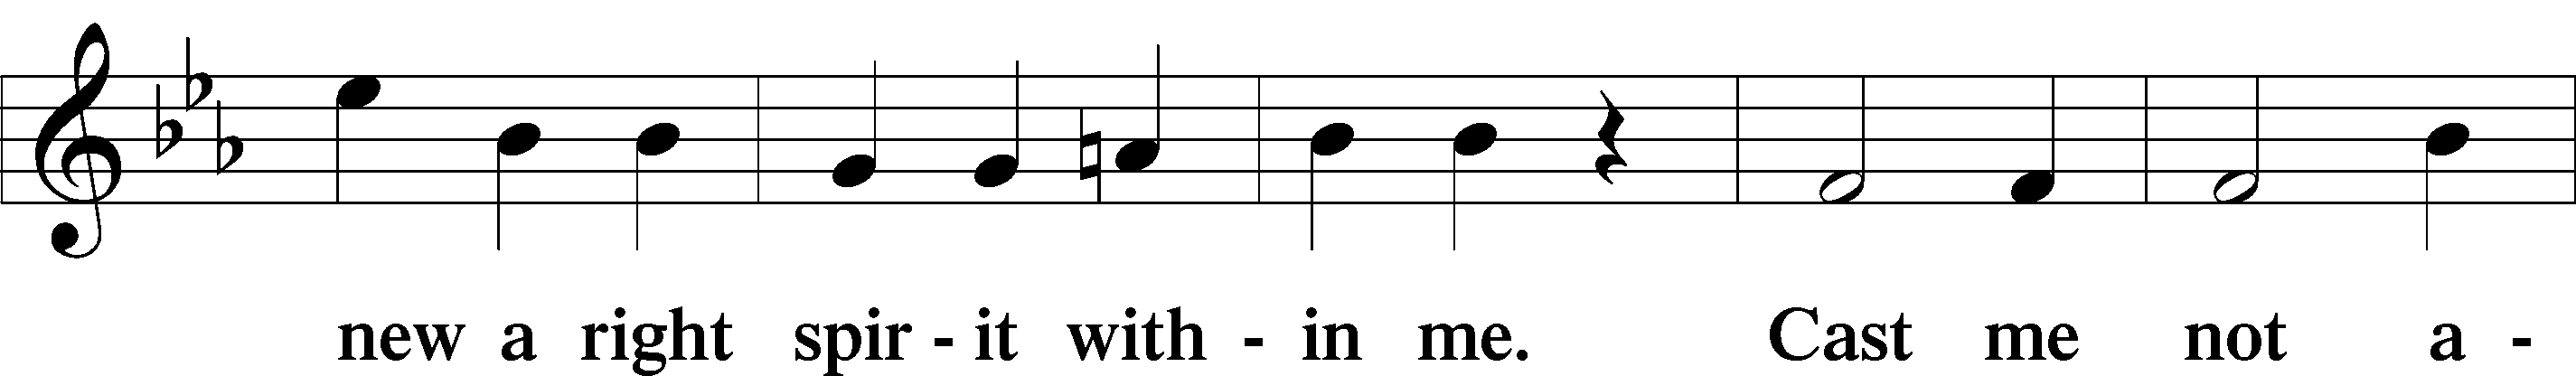 new a right spir - it with - in me. Cast me not a -